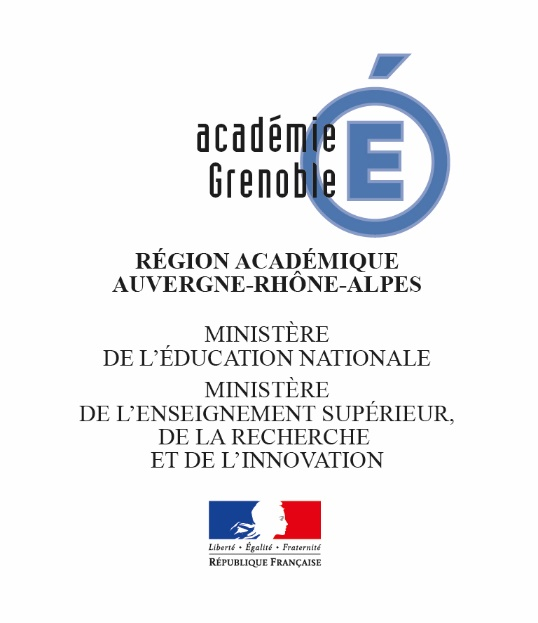 académie
Grenoble
É
RÉGION ACADÉMIQUE
AUVERGNE-RHÔNE-ALPES
MINISTÈRE
DE L’ÉDUCATION NATIONALE
MINISTÈRE
DE L’ENSEIGNEMENT SUPÉRIEUR,
DE LA RECHERCHE
ET DE L’INNOVATION
Liberté • Égalité • Fraternité
RÉPUBLIQUE FRANÇAISE